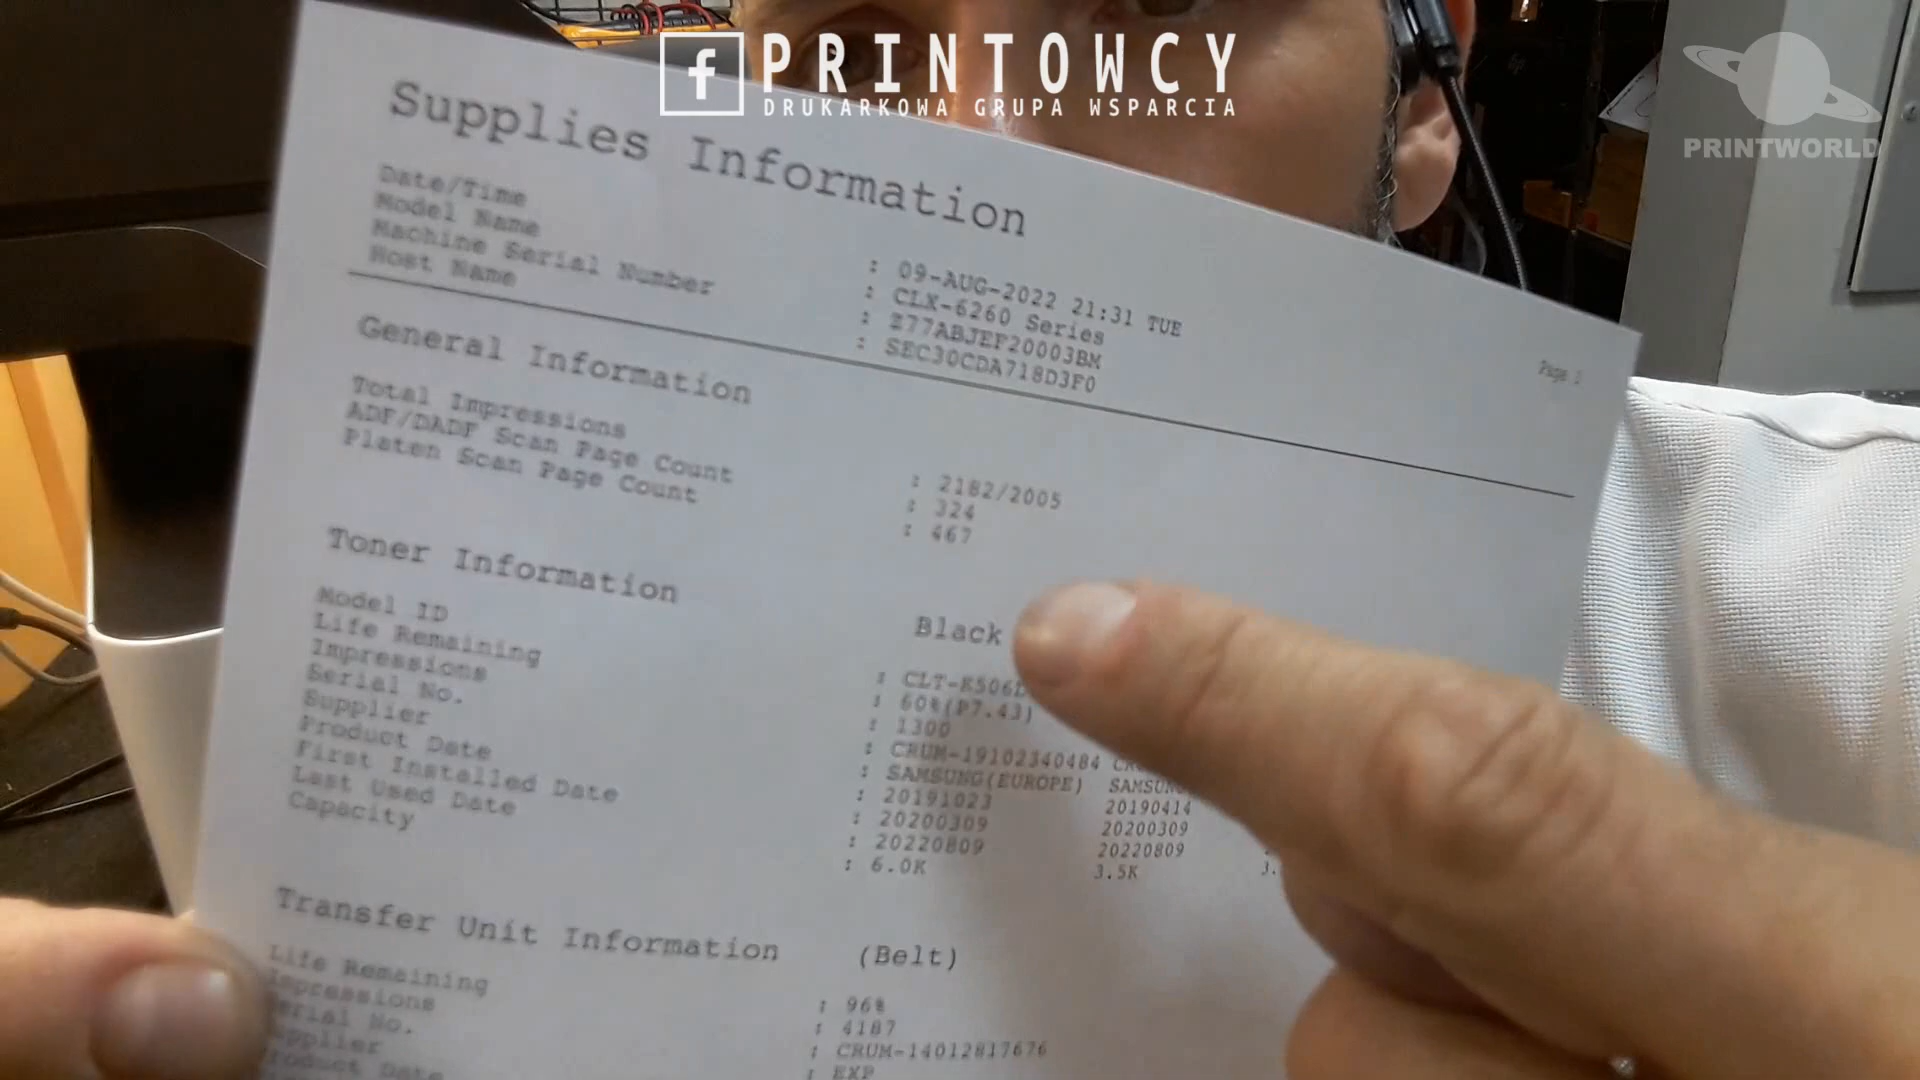 f PRINTOWCY
DRUKARKOWA GRUPA WSPARCIA
PRINTWORLD
Supplies Information
Date/Time : 09-AUG-2022 21:31 TUE
Model Name : CLX-6260 Series
Machine Serial Number : Z77ABJEF20003BM
Host Name : SEC30CDA718D3F0
Page
General Information
Total Impressions : 2182/2005
ADF/DADF Scan Page Count : 324
Platen Scan Page Count : 467
Toner Information Black
Model ID : CLT-K506
Life Remaining : 60%(P7.43)
Impressions : 1300
Serial No. : CRUM-19102340484
Supplier : SAMSUNG(EUROPE) SAMSUNG
Product Date : 20191023 20190414
First Installed Date : 20200309 20200309
Last Used Date : 20220809 20220809
Capacity : 6.0K 3.5K 3.
Transfer Unit Information (Belt)
Life Remaining : 96%
Impressions : 4187
Serial No. : CRUM-14012817676
Supplier : EXP
Product Date